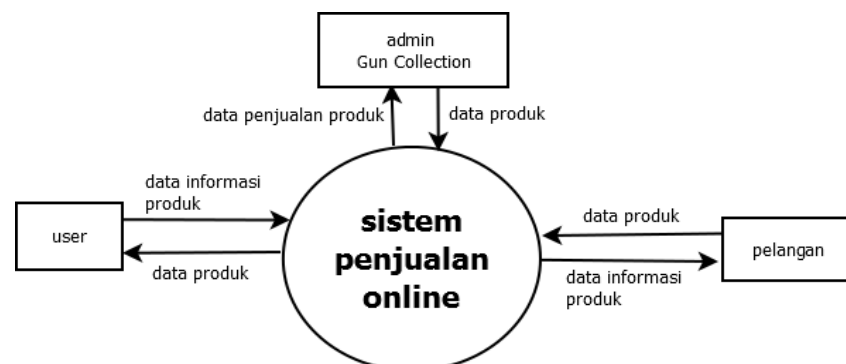 admin
Gun Collection
data penjualan produk
data produk
data informasi
produk
user
data produk
sistem
penjualan
online
data produk
pelangan
data informasi
produk